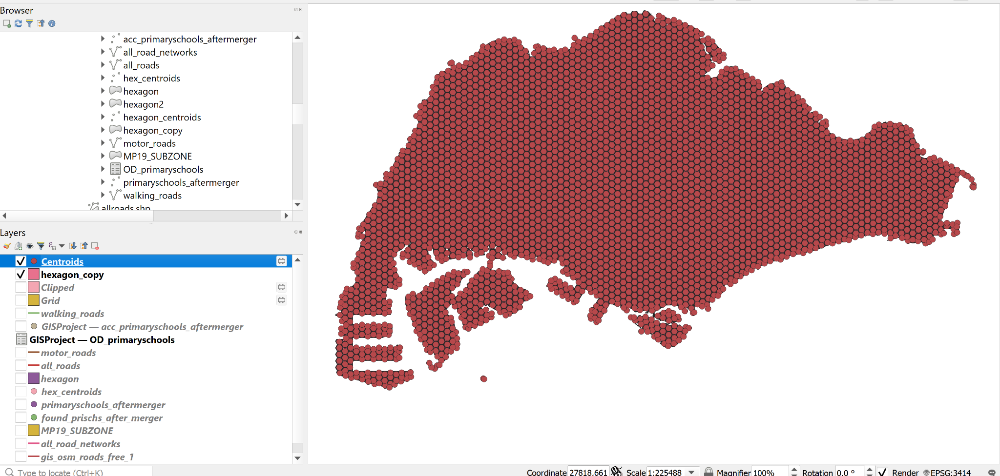 Browser
acc_primaryschools_aftermerger
all_road_networks
all_roads
hex_centroids
hexagon
hexagon2
hexagon_centroids
hexagon_copy
motor_roads
MP19_SUBZONE
OD_primaryschools
primaryschools_aftermerger
walking_roads
allroads.shp
Layers
Centroids
hexagon_copy
Clipped
Grid
walking_roads
GISProject — acc_primaryschools_aftermerger
GISProject — OD_primaryschools
motor_roads
all_roads
hexagon
hex_centroids
primaryschools_aftermerger
found_prischs_after_merger
MP19_SUBZONE
all_road_networks
gis_osm_roads_free_1
Type to locate (Ctrl+K)
Coordinate 27818.661 Scale 1:225488 Magnifier 100% Rotation 0.0 ° Render EPSG:3414